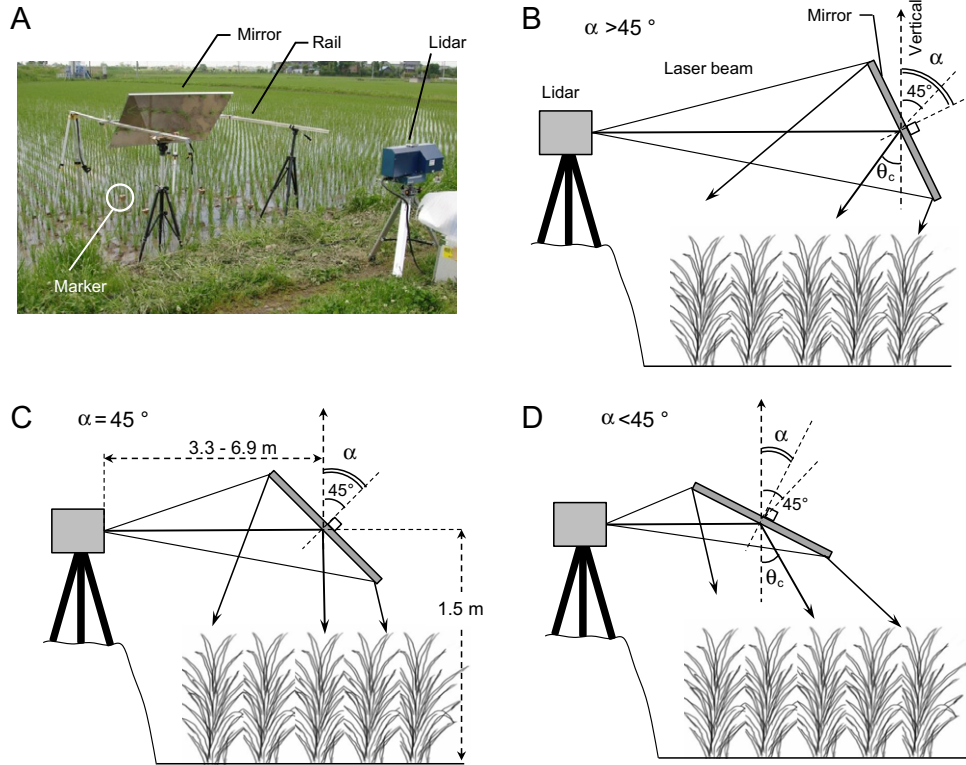 A
Mirror
Rail
Lidar
Marker
B
α >45 °
Mirror
Vertical
α
45°
Laser beam
Lidar
θc
C
α = 45 °
3.3 - 6.9 m
α
45°
1.5 m
D
α<45 °
α
45°
θc